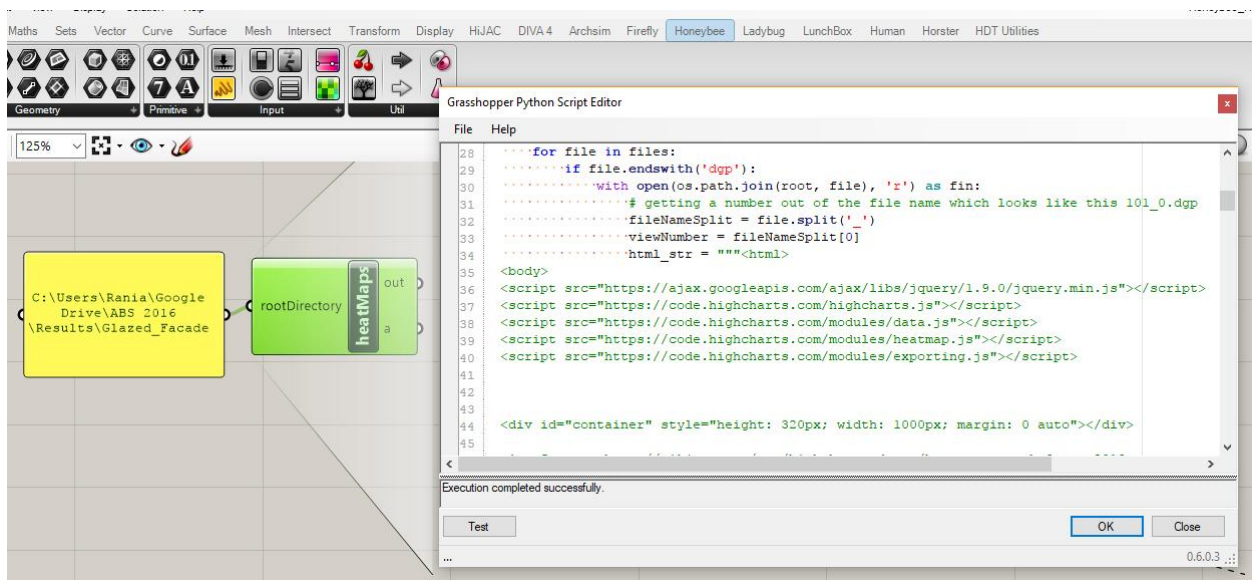 Maths Sets Vector Curve Surface Mesh Intersect Transform Display HiJAC DIVA 4 Archsim Firefly Honeybee Ladybug LunchBox Human Horster HDT Utilities
Geometry Primitive Input Util
125%
C:\Users\Rania\Google
Drive\ABS 2016
\Results\Glazed_Facade
rootDirectory
heatMaps
out
a
Grasshopper Python Script Editor
x
File Help
28 ····for file in files:
29 ········if file.endswith('dgp'):
30 ············with open(os.path.join(root, file), 'r') as fin:
31 ················# getting a number out of the file name which looks like this 101_0.dgp
32 ················fileNameSplit = file.split('_')
33 ················viewNumber = fileNameSplit[0]
34 ················html_str = """<html>
35 <body>
36 <script src="https://ajax.googleapis.com/ajax/libs/jquery/1.9.0/jquery.min.js"></script>
37 <script src="https://code.highcharts.com/highcharts.js"></script>
38 <script src="https://code.highcharts.com/modules/data.js"></script>
39 <script src="https://code.highcharts.com/modules/heatmap.js"></script>
40 <script src="https://code.highcharts.com/modules/exporting.js"></script>
41
42
43
44 <div id="container" style="height: 320px; width: 1000px; margin: 0 auto"></div>
45
Execution completed successfully.
Test OK Close
... 0.6.0.3